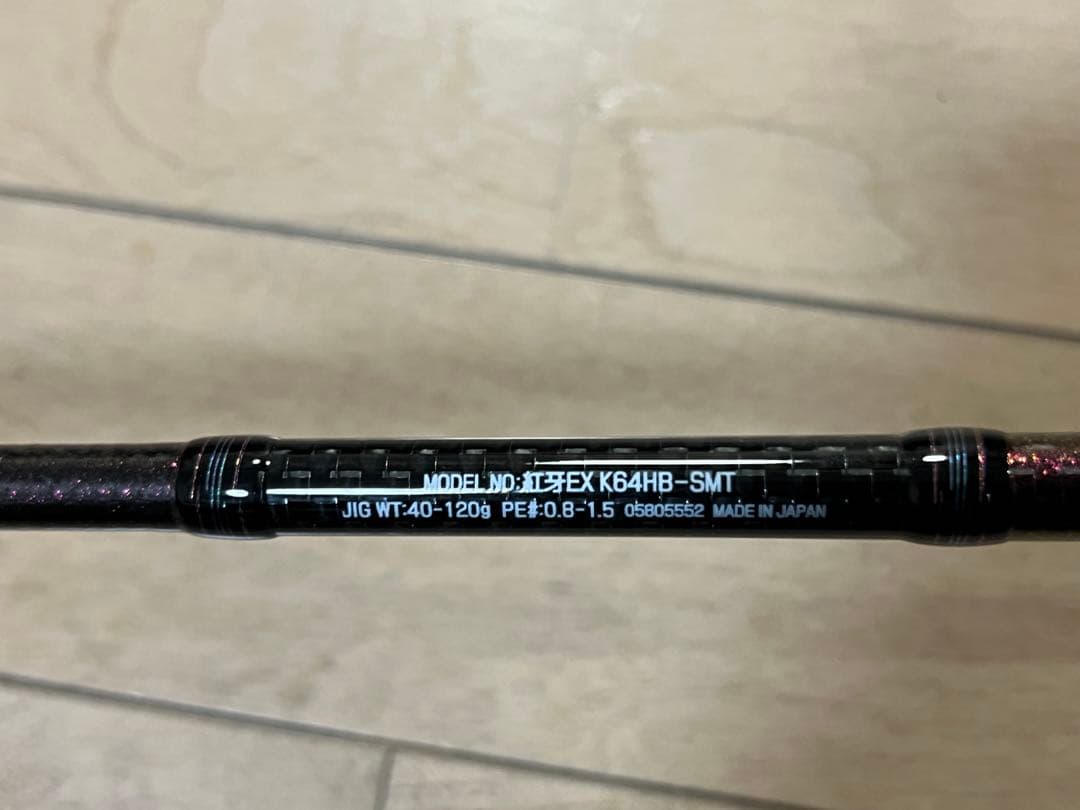 MODEL NO:紅牙EX K64HB-SMT
JIG WT:40-120g PE#:0.8-1.5 05805552 MADE IN JAPAN